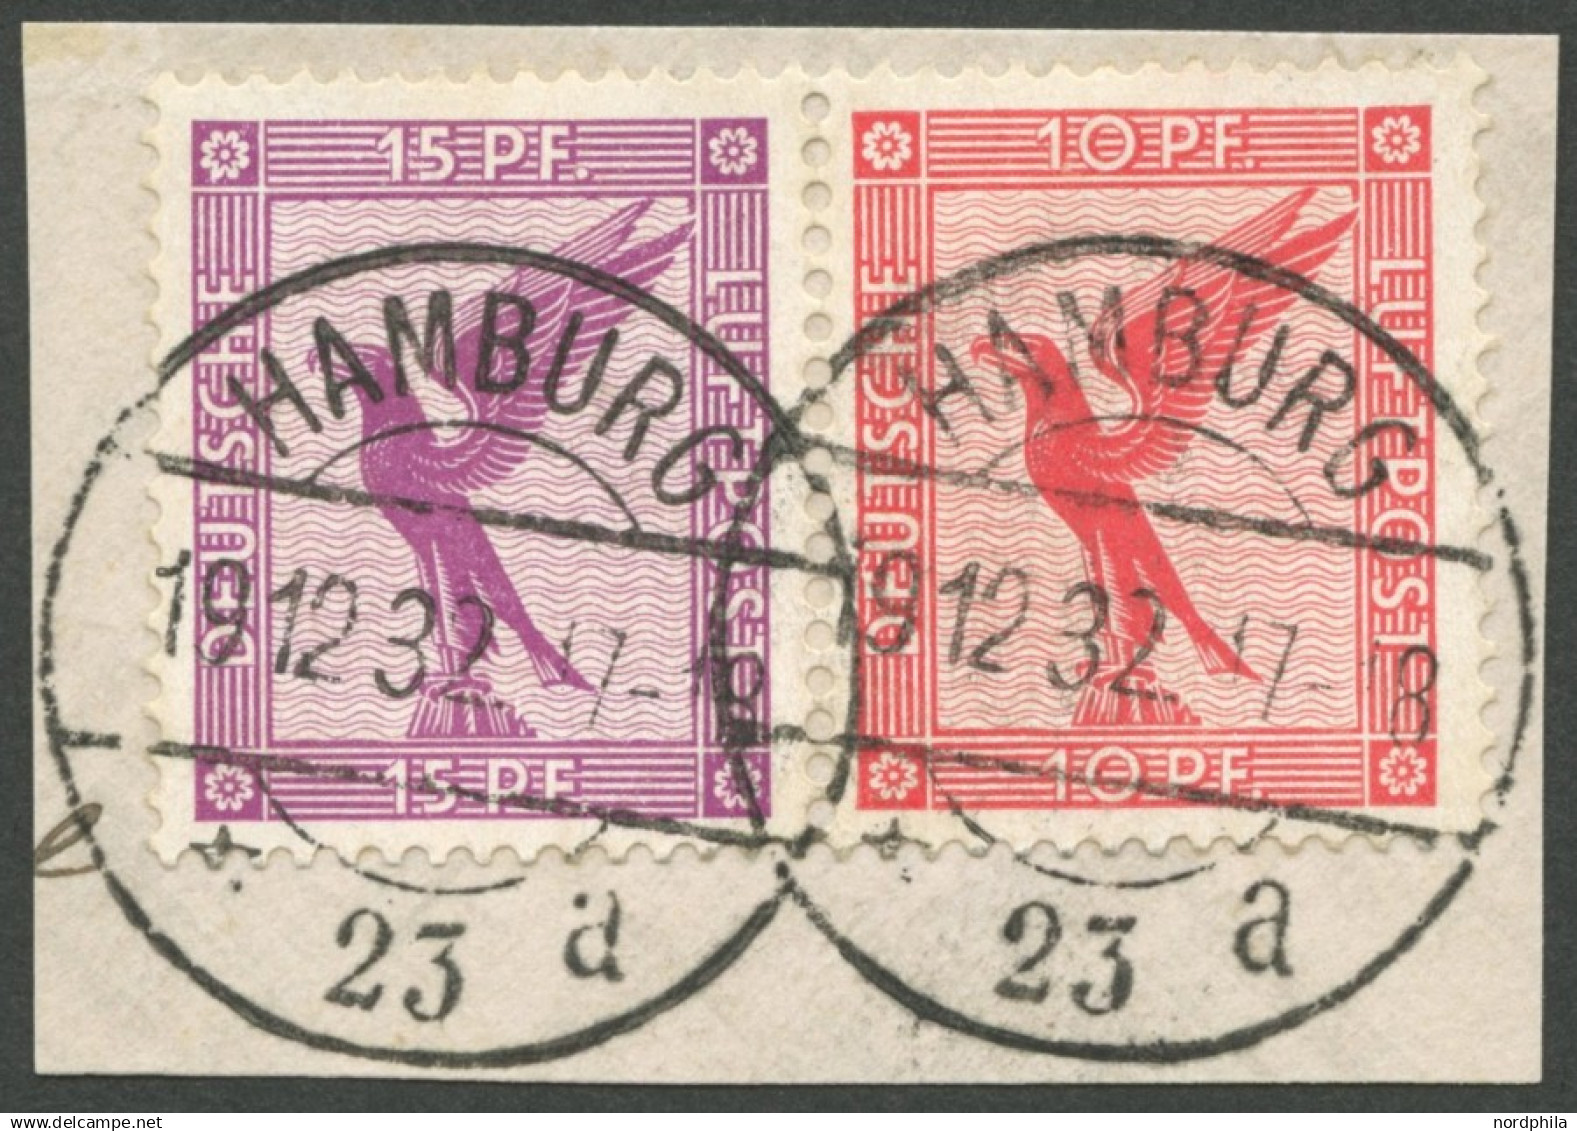 15 PF.
DEUTSCHE
LUFTPOST
15 PF.
10 PF.
DEUTSCHE
LUFTPOST
10 PF.
HAMBURG
19.12.32. 17-18
23 a
HAMBURG
19.12.32. 17-18
23 a
nordphila